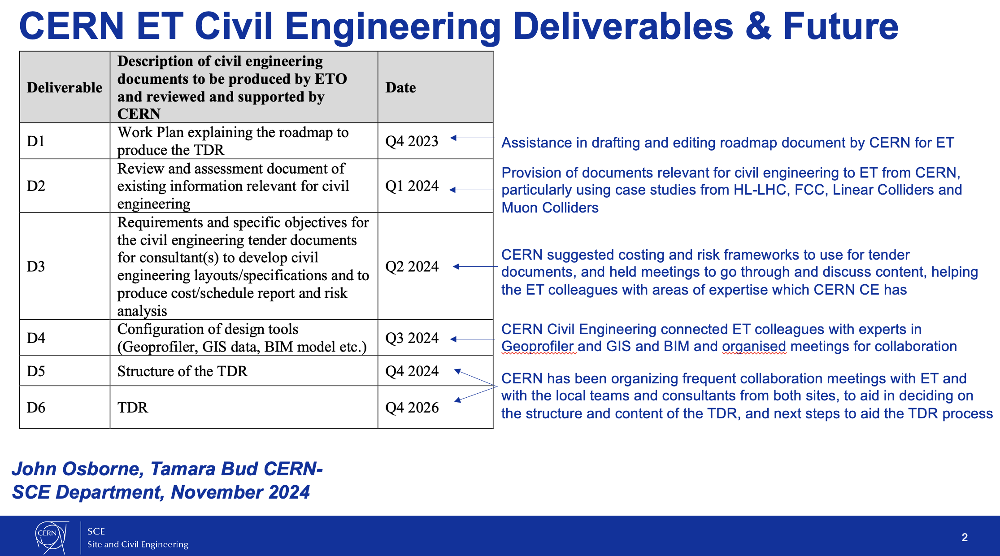 CERN ET Civil Engineering Deliverables & Future
Deliverable
Description of civil engineering
documents to be produced by ETO
and reviewed and supported by
CERN
Date
D1
Work Plan explaining the roadmap to
produce the TDR
Q4 2023
Assistance in drafting and editing roadmap document by CERN for ET
D2
Review and assessment document of
existing information relevant for civil
engineering
Q1 2024
Provision of documents relevant for civil engineering to ET from CERN,
particularly using case studies from HL-LHC, FCC, Linear Colliders and
Muon Colliders
D3
Requirements and specific objectives for
the civil engineering tender documents
for consultant(s) to develop civil
engineering layouts/specifications and to
produce cost/schedule report and risk
analysis
Q2 2024
CERN suggested costing and risk frameworks to use for tender
documents, and held meetings to go through and discuss content, helping
the ET colleagues with areas of expertise which CERN CE has
D4
Configuration of design tools
(Geoprofiler, GIS data, BIM model etc.)
Q3 2024
CERN Civil Engineering connected ET colleagues with experts in
Geoprofiler and GIS and BIM and organised meetings for collaboration
D5
Structure of the TDR
Q4 2024
D6
TDR
Q4 2026
CERN has been organizing frequent collaboration meetings with ET and
with the local teams and consultants from both sites, to aid in deciding on
the structure and content of the TDR, and next steps to aid the TDR process
John Osborne, Tamara Bud CERN-
SCE Department, November 2024
CERN
SCE
Site and Civil Engineering
2